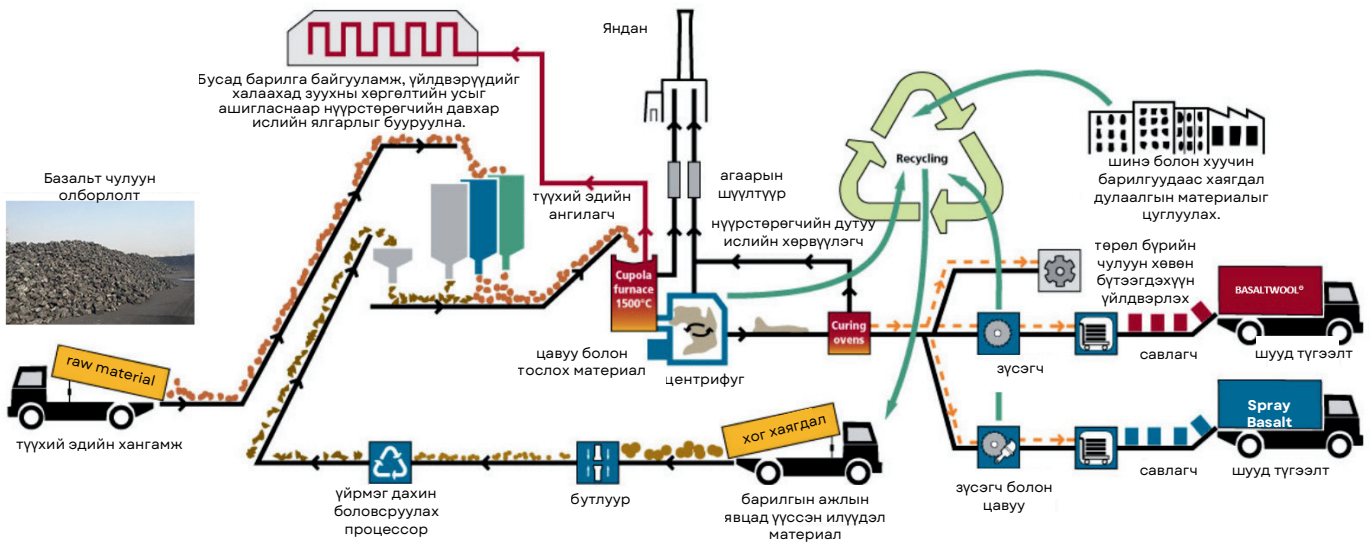 Яндан
Бусад барилга байгууламж, үйлдвэрүүдийг
халаахад зуухны хөргөлтийн усыг
ашигласнаар нүүрстөрөгчийн давхар
ислийн ялгарлыг бууруулна.
Базальт чулуун
олборлолт
түүхий эдийн
ангилагч
агаарын
шүүлтүүр
нүүрстөрөгчийн дутуу
ислийн хөрвүүлэгч
Recycling
шинэ болон хуучин
барилгуудаас хаягдал
дулаалгын материалыг
цуглуулах.
төрөл бүрийн
чулуун хөвөн
бүтээгдэхүүн
үйлдвэрлэх
Cupola
furnace
1500°C
BASALTWOOL®
Curing
ovens
raw material
цавуу болон
тослох материал
центрифуг
зүсэгч
савлагч
шууд түгээлт
түүхий эдийн хангамж
хог хаягдал
Spray
Basalt
үйрмэг дахин
боловсруулах
процессор
бутлуур
барилгын ажлын
явцад үүссэн илүүдэл
материал
зүсэгч болон
цавуу
савлагч
шууд түгээлт